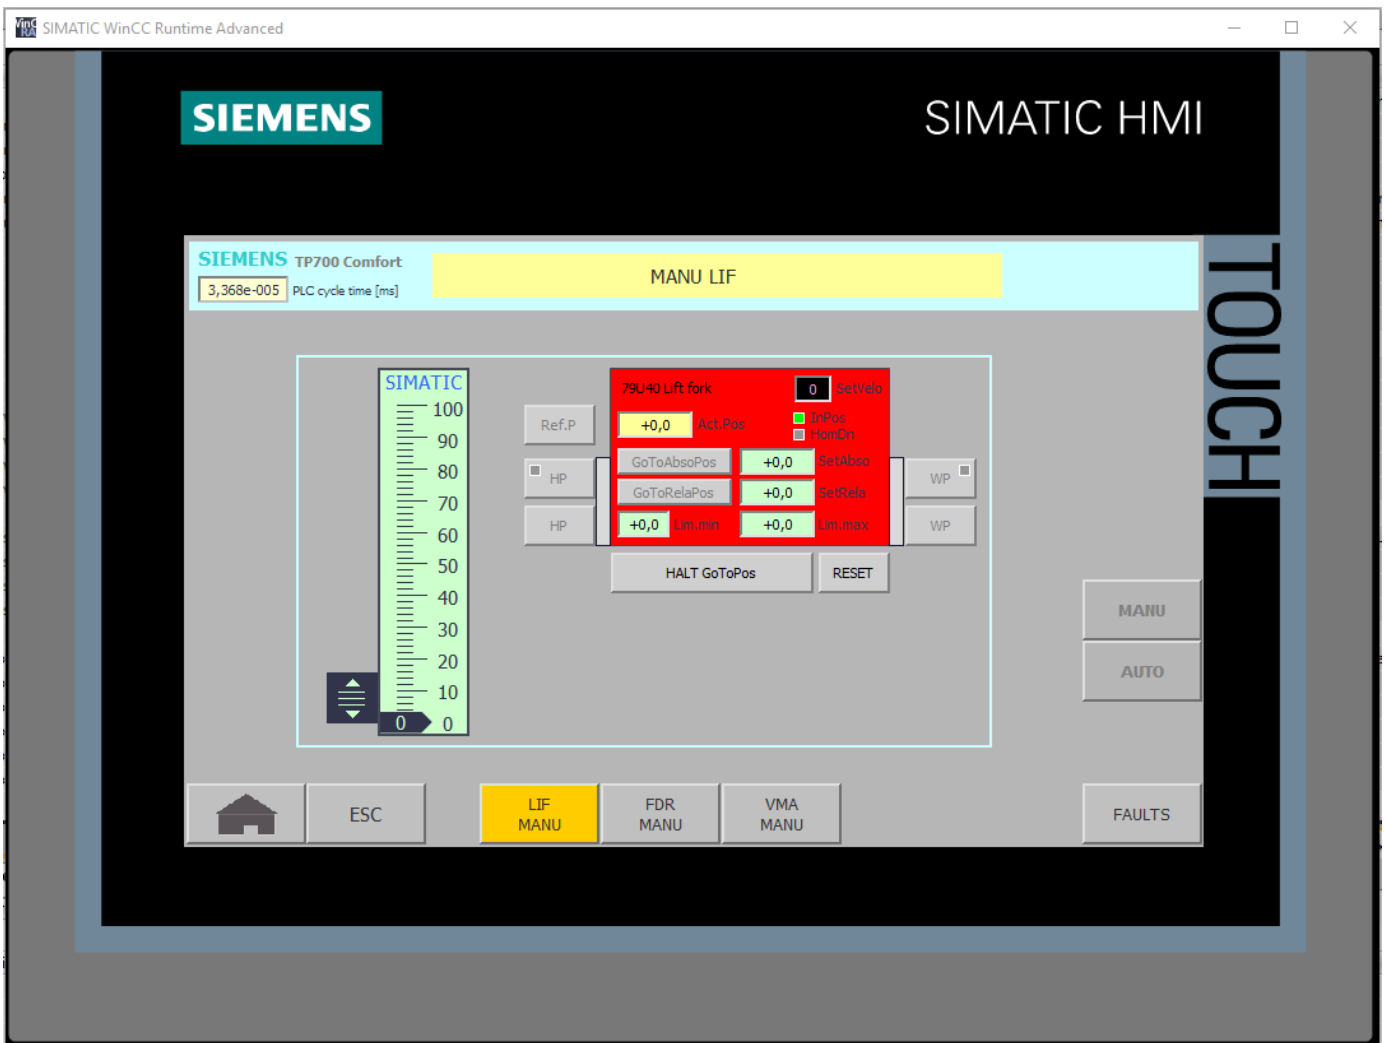 SIMATIC WinCC Runtime Advanced
SIEMENS
SIMATIC HMI
TOUCH
SIEMENS TP700 Comfort
3,368e-005 PLC cycle time [ms]
MANU LIF
SIMATIC
100
90
80
70
60
50
40
30
20
10
0 0
79U40 Lift fork 0 SetVelo
Ref.P +0,0 Act.Pos InPos
HomDn
HP GoToAbsoPos +0,0 SetAbso WP
GoToRelaPos +0,0 SetRela
HP +0,0 Lim.min +0,0 Lim.max WP
HALT GoToPos RESET
MANU
AUTO
ESC
LIF
MANU
FDR
MANU
VMA
MANU
FAULTS